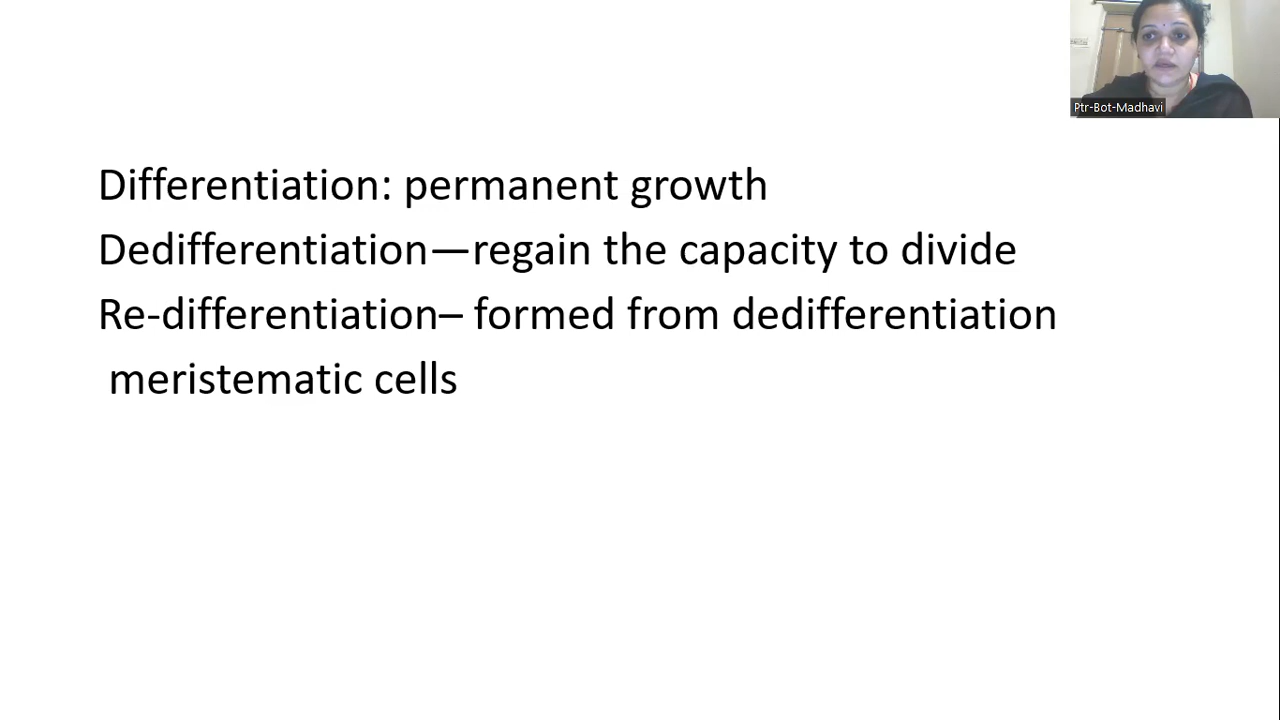 Ptr-Bot-Madhavi
Differentiation: permanent growth
Dedifferentiation—regain the capacity to divide
Re-differentiation– formed from dedifferentiation
meristematic cells